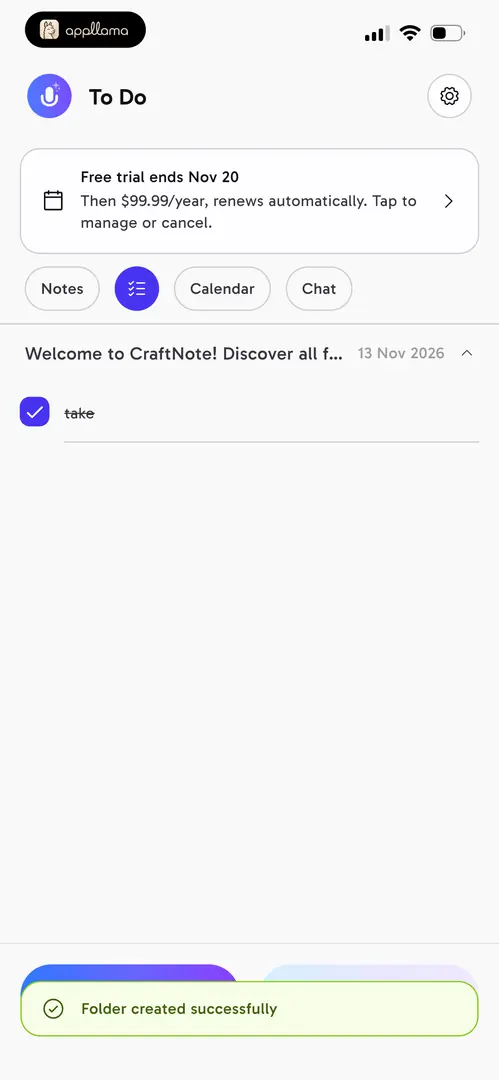 appllama
To Do
Free trial ends Nov 20
Then $99.99/year, renews automatically. Tap to
manage or cancel.
Notes
Calendar
Chat
Welcome to CraftNote! Discover all f... 13 Nov 2026
take
Folder created successfully